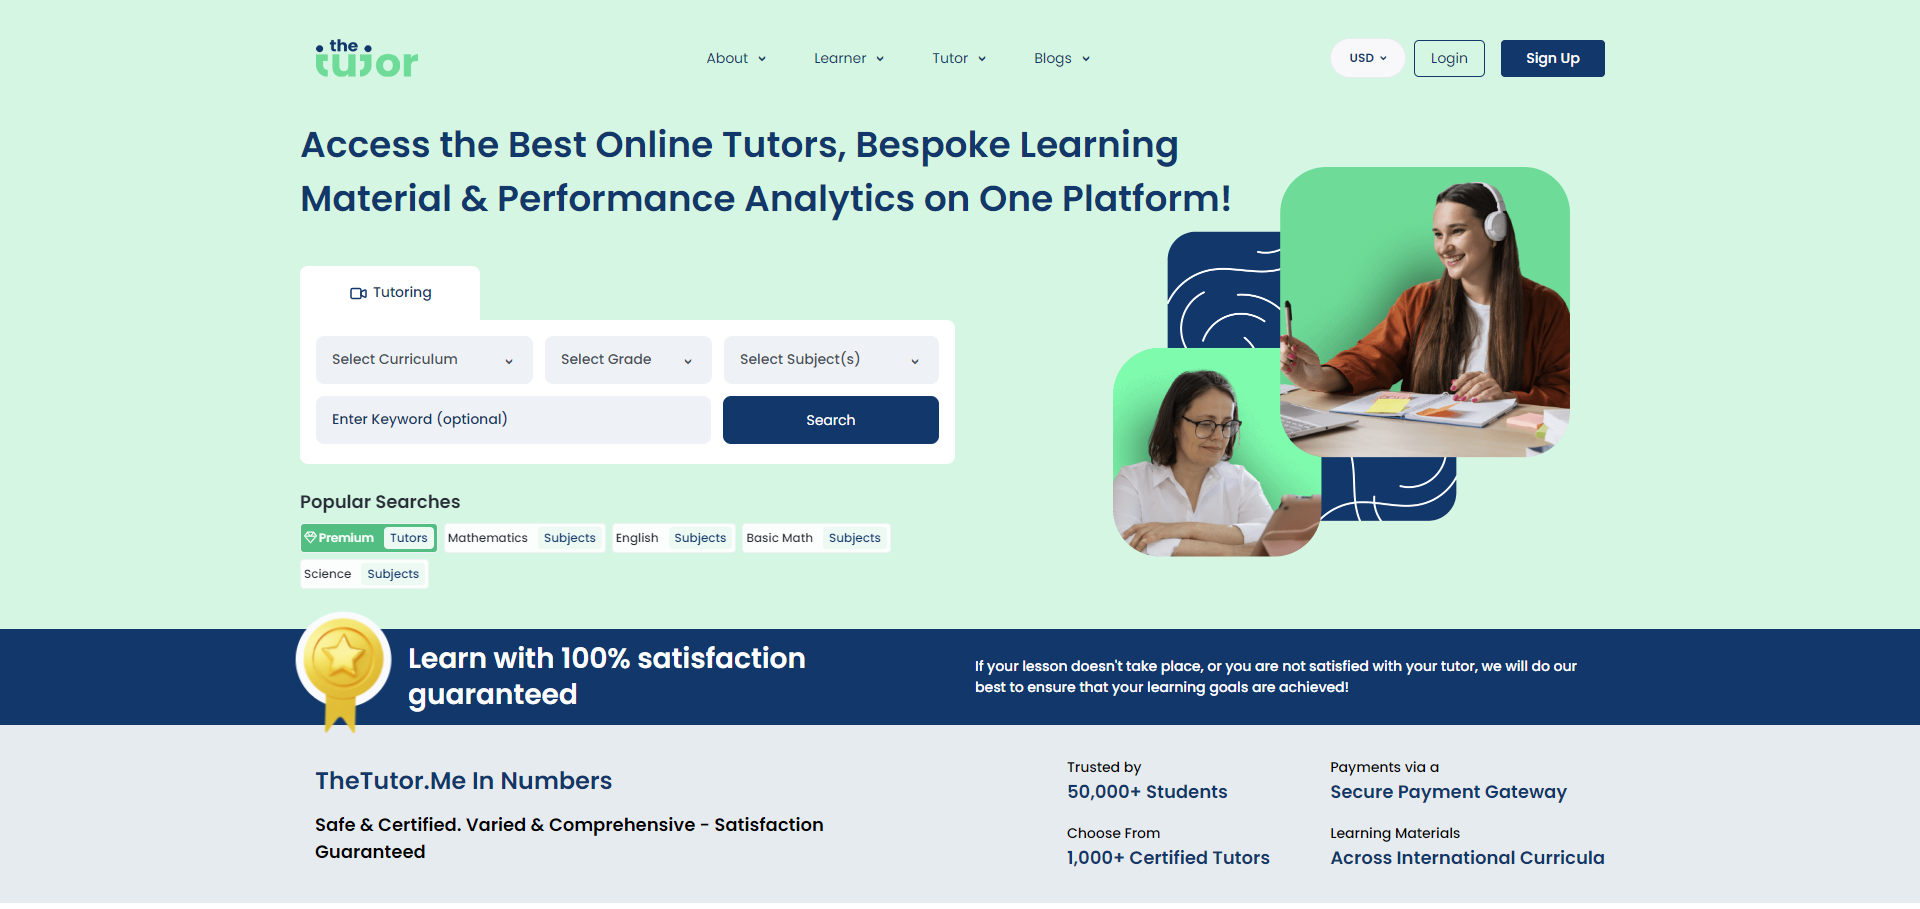 the
tutor
About
Learner
Tutor
Blogs
USD
Login
Sign Up
Access the Best Online Tutors, Bespoke Learning
Material & Performance Analytics on One Platform!
Tutoring
Select Curriculum
Select Grade
Select Subject(s)
Enter Keyword (optional)
Search
Popular Searches
Premium Tutors
Mathematics Subjects
English Subjects
Basic Math Subjects
Science Subjects
Learn with 100% satisfaction
guaranteed
If your lesson doesn't take place, or you are not satisfied with your tutor, we will do our
best to ensure that your learning goals are achieved!
TheTutor.Me In Numbers
Safe & Certified. Varied & Comprehensive - Satisfaction
Guaranteed
Trusted by
50,000+ Students
Payments via a
Secure Payment Gateway
Choose From
1,000+ Certified Tutors
Learning Materials
Across International Curricula